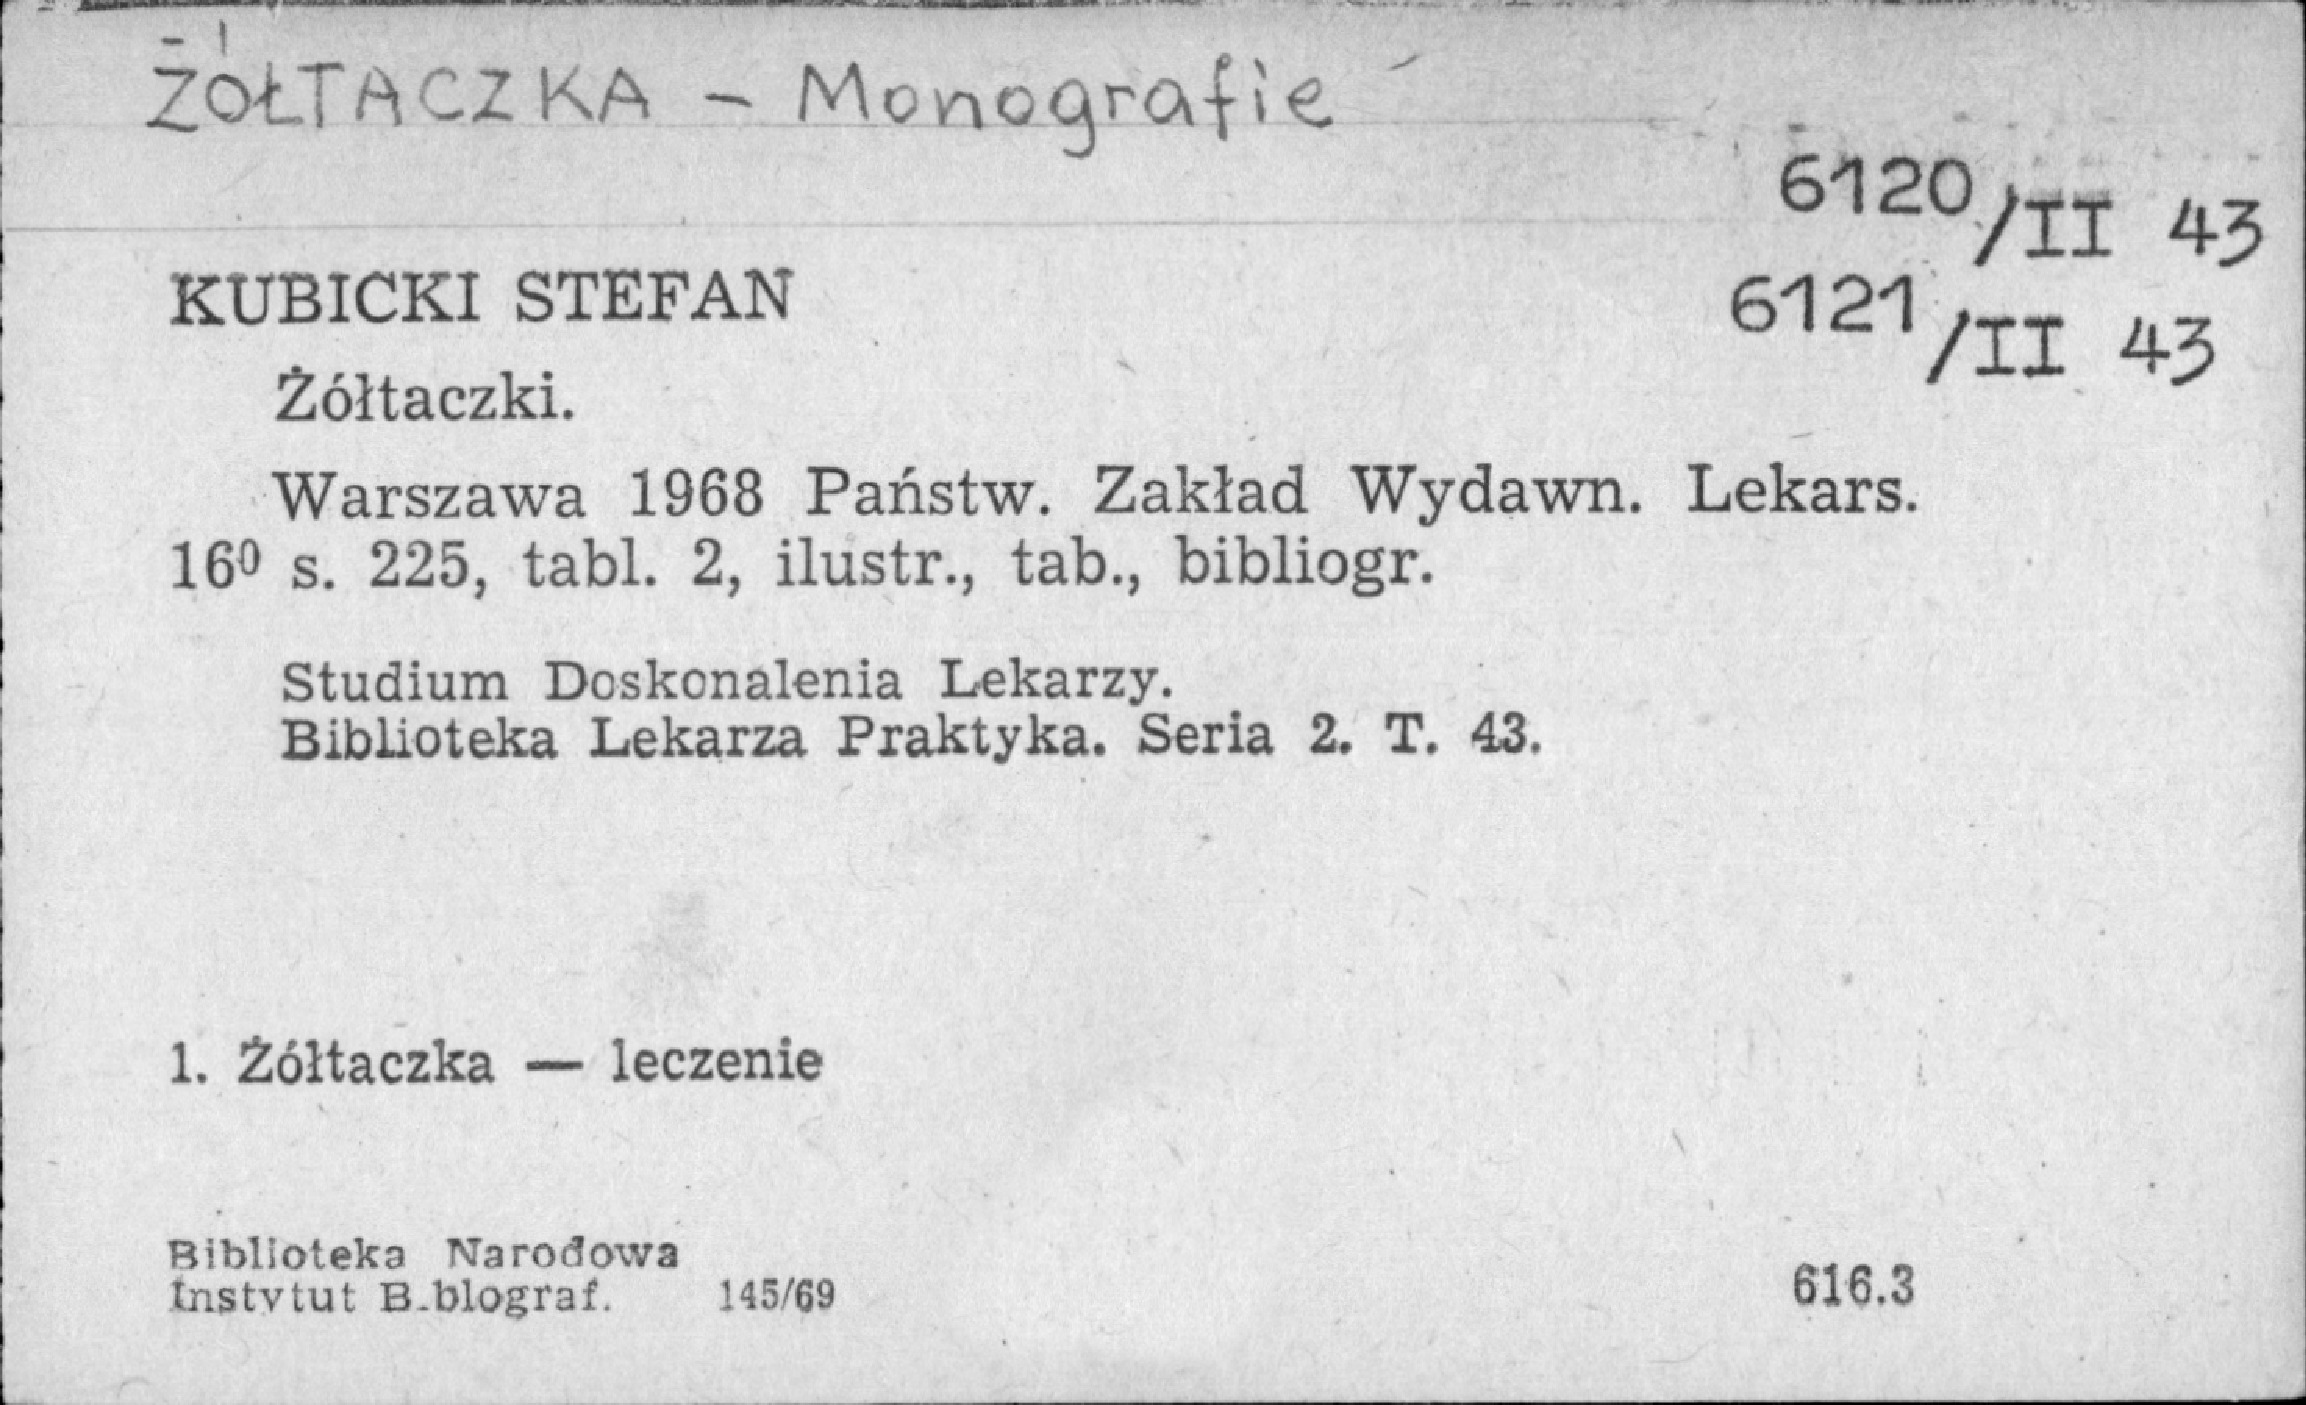 ŻÓŁTACZKA - Monografie
6120/II 43
KUBICKI STEFAN
6121/II 43
Żółtaczki.
Warszawa 1968 Państw. Zakład Wydawn. Lekars.
16⁰ s. 225, tabl. 2, ilustr., tab., bibliogr.
Studium Doskonalenia Lekarzy.
Biblioteka Lekarza Praktyka. Seria 2. T. 43.
1. Żółtaczka — leczenie
Biblioteka Narodowa
Instytut B.blograf. 145/69
616.3